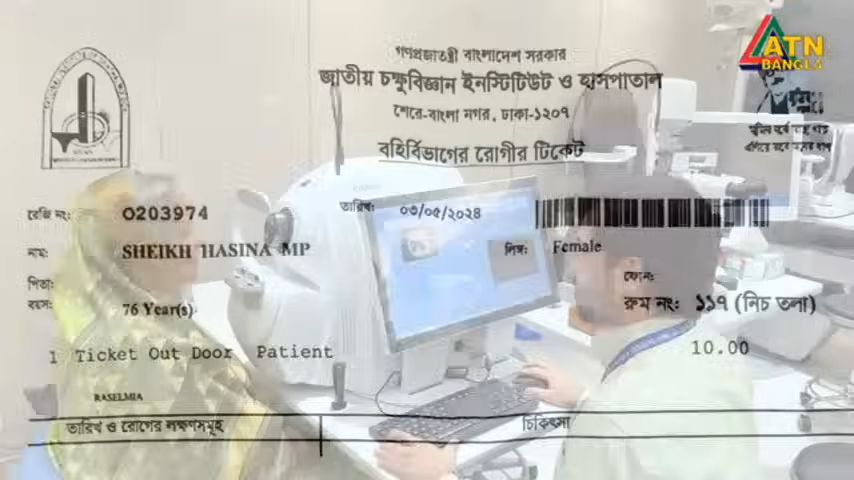 ATN
BANGLA
গণপ্রজাতন্ত্রী বাংলাদেশ সরকার
জাতীয় চক্ষুবিজ্ঞান ইনস্টিটিউট ও হাসপাতাল
শেরে-বাংলা নগর, ঢাকা-১২০৭
বহির্বিভাগের রোগীর টিকেট
রেজি নং: 0203974
তারিখ: ০৩/০৫/২০২৪
নাম: SHEIKH HASINA MP
লিঙ্গ: Female
পিতা:
ফোন:
বয়স: 76 Year(s)
রুম নং: ১১৭ (নিচ তলা)
1 Ticket Out Door Patient 10.00
RASELMIA
তারিখ ও রোগের লক্ষণসমূহ
চিকিৎসা